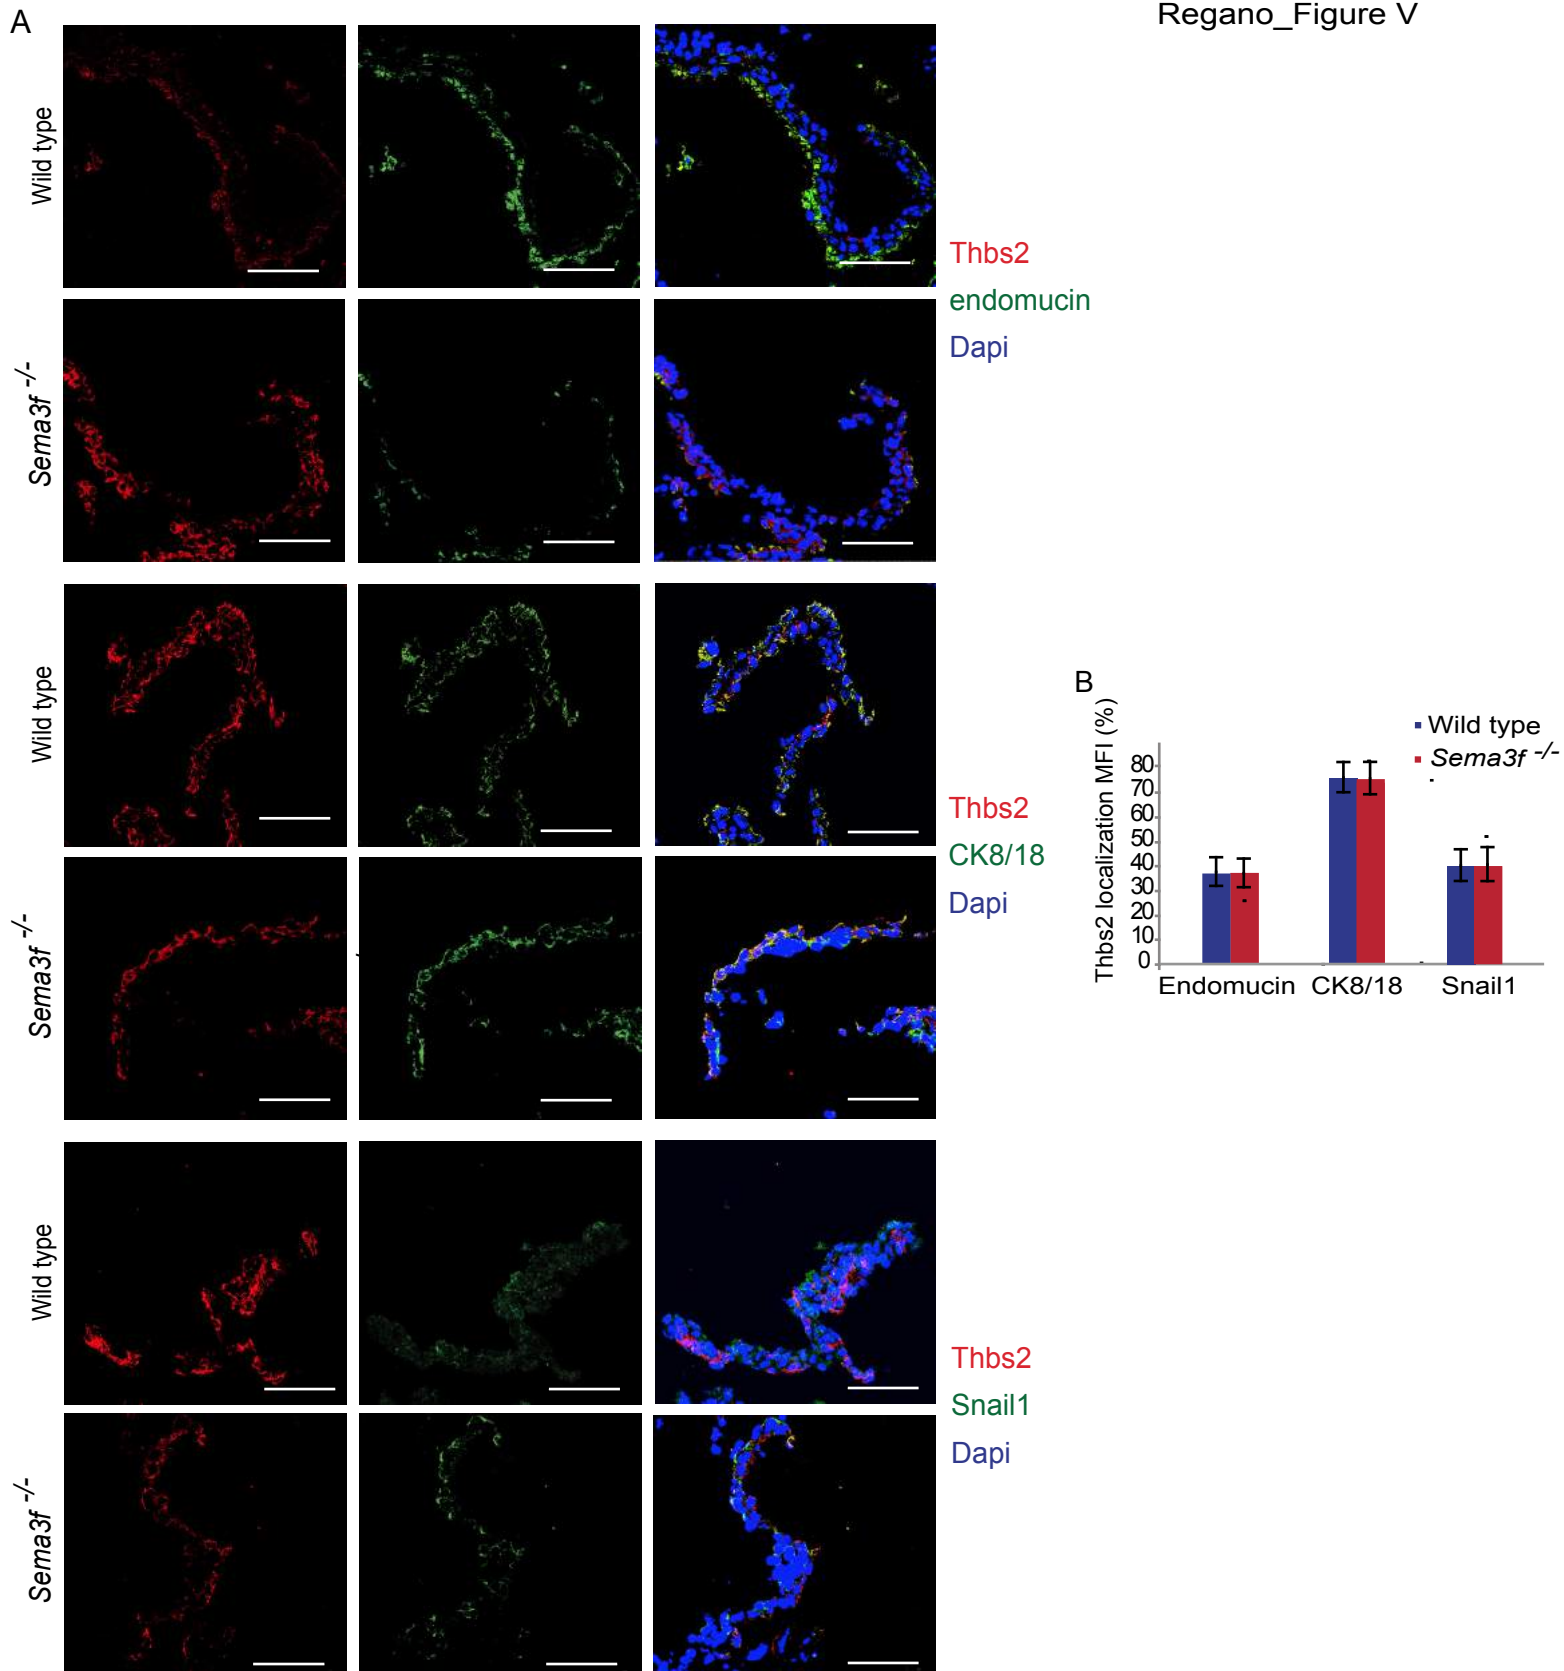 A
Regano_Figure V
Wild type
Thbs2
endomucin
Dapi
Sema3f -/-
Wild type
Thbs2
CK8/18
Dapi
Sema3f -/-
Wild type
Thbs2
Snail1
Dapi
Sema3f -/-
B
Thbs2 localization MFI (%)
Wild type
Sema3f -/-
80
70
60
50
40
30
20
10
0
Endomucin CK8/18 Snail1